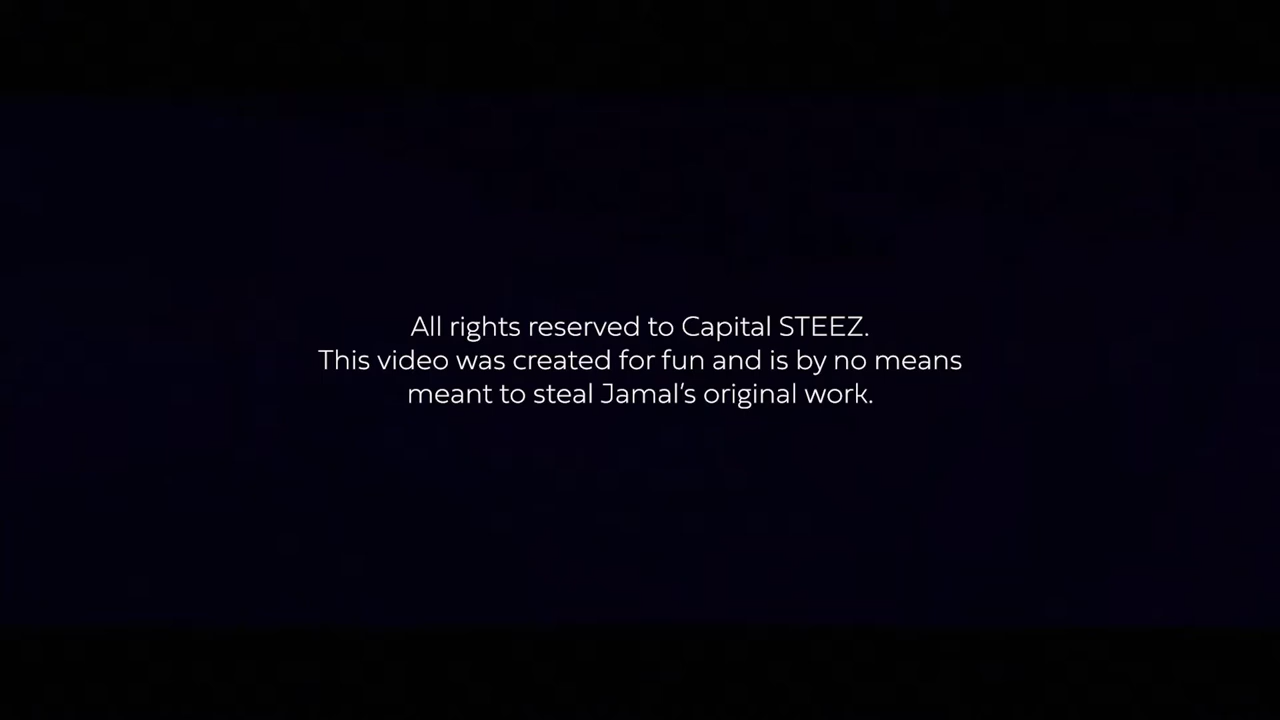 All rights reserved to Capital STEEZ.
This video was created for fun and is by no means
meant to steal Jamal's original work.